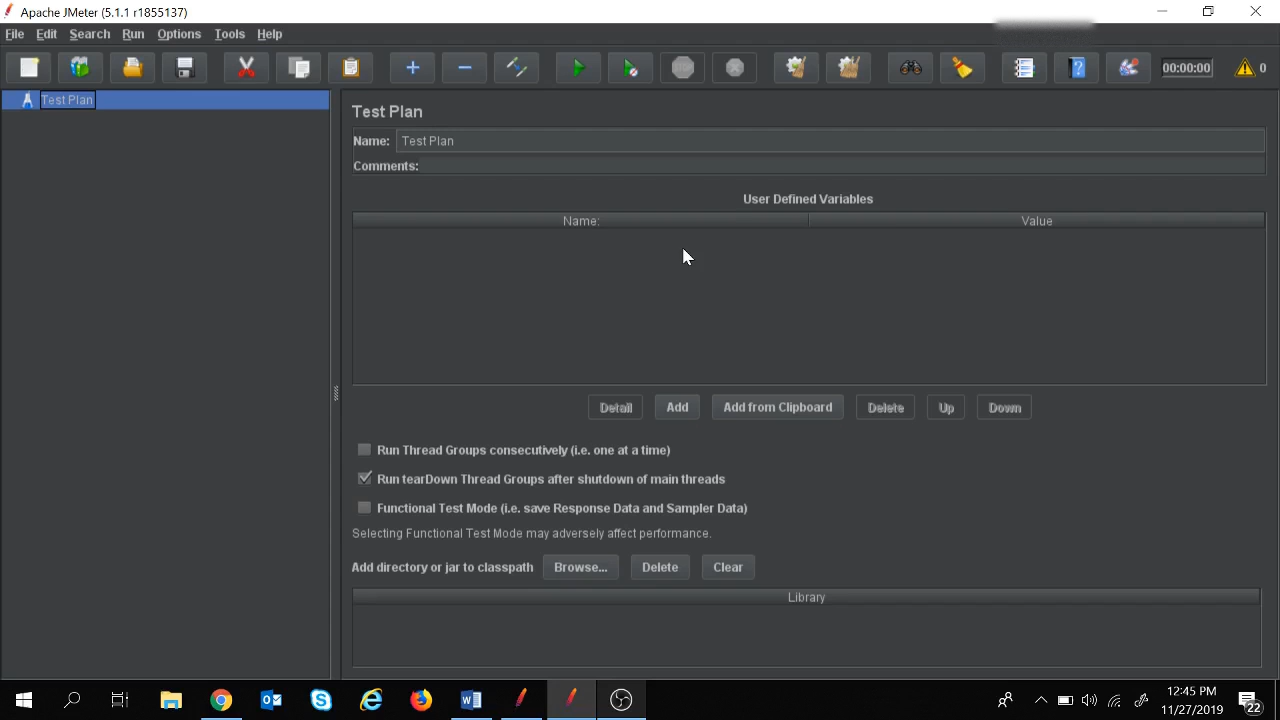 Apache JMeter (5.1.1 r1855137)
File Edit Search Run Options Tools Help
STOP 00:00:00 0
Test Plan
Test Plan
Name: Test Plan
Comments:
User Defined Variables
Name: Value
Detail Add Add from Clipboard Delete Up Down
Run Thread Groups consecutively (i.e. one at a time)
Run tearDown Thread Groups after shutdown of main threads
Functional Test Mode (i.e. save Response Data and Sampler Data)
Selecting Functional Test Mode may adversely affect performance.
Add directory or jar to classpath Browse... Delete Clear
Library
12:45 PM
11/27/2019
22